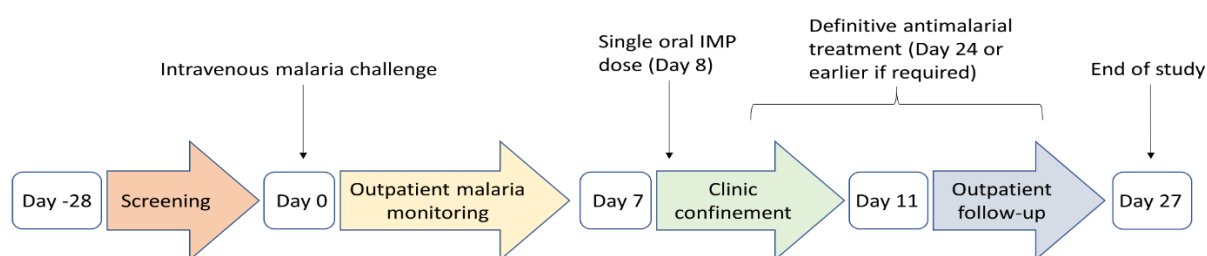 Definitive antimalarial
Single oral IMP
treatment (Day 24 or
Intravenous malaria challenge
dose (Day 8)
earlier if required)
End of study
Day -28
Screening
Day 0
Outpatient malaria
monitoring
Day 7
Clinic
confinement
Day 11
Outpatient
follow-up
Day 27